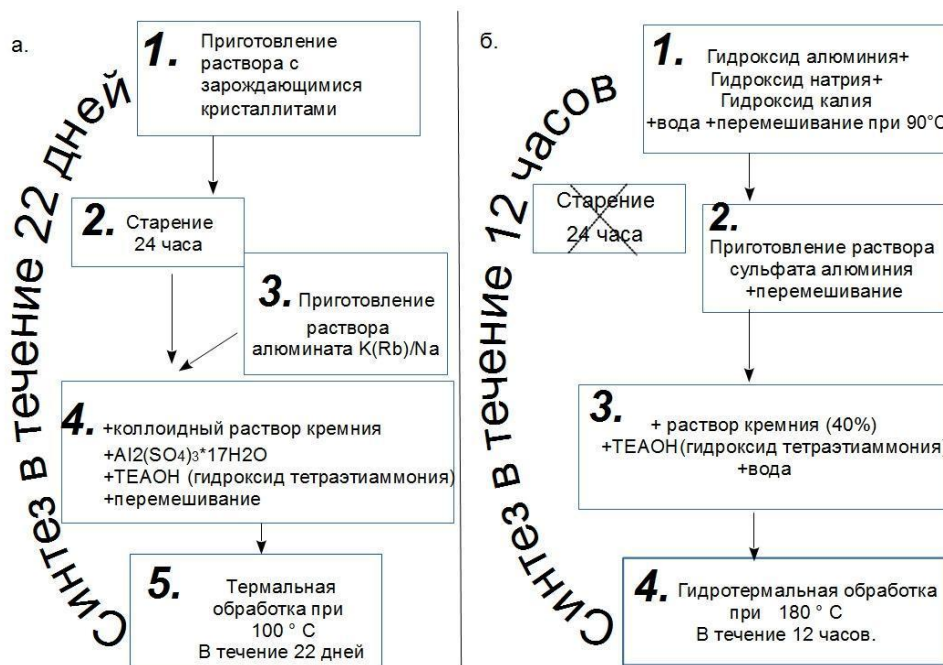 а.
Синтез в течение 22 дней
1. Приготовление
раствора с
зарождающимися
кристаллитами
2. Старение
24 часа
3. Приготовление
раствора
алюмината K(Rb)/Na
4.
+коллоидный раствор кремния
+Al2(SO4)3*17H2O
+TEAOH (гидроксид тетраэтиаммония)
+перемешивание
5. Термальная
обработка при
100 ° C
В течение 22 дней
б.
Синтез в течение 12 часов
1. Гидроксид алюминия+
Гидроксид натрия+
Гидроксид калия
+вода +перемешивание при 90°C
Старение
24 часа
2.
Приготовление раствора
сульфата алюминия
+перемешивание
3.
+ раствор кремния (40%)
+TEAOH(гидроксид тетраэтиаммония)
+вода
4. Гидротермальная обработка
при 180 ° C
В течение 12 часов.